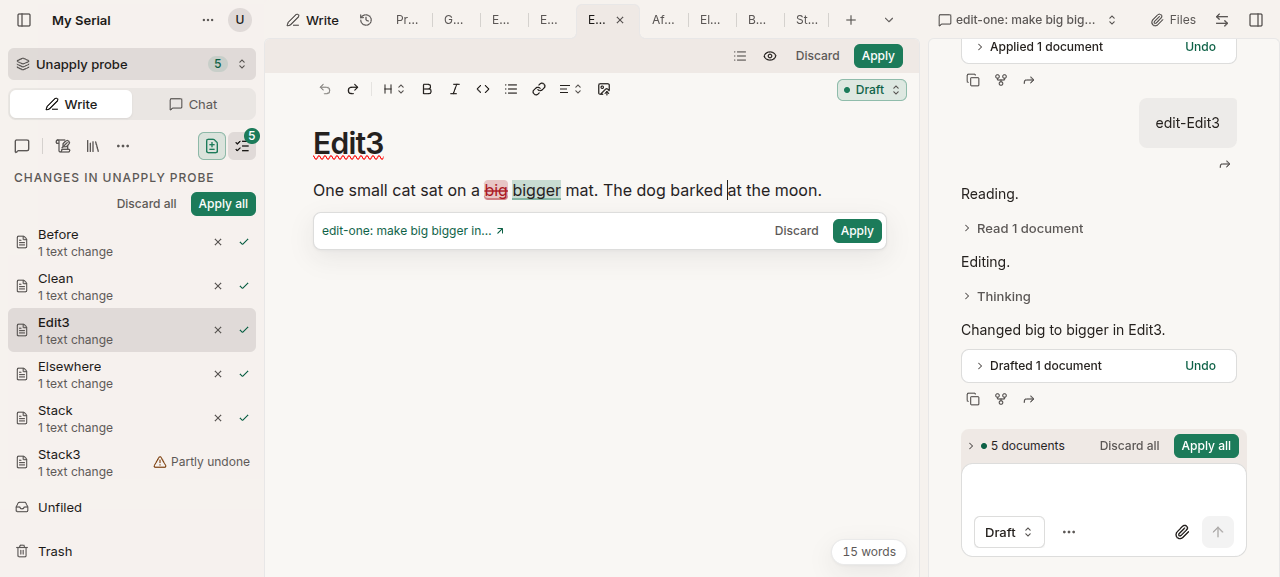 My Serial
U
Unapply probe
5
Write
Chat
5
CHANGES IN UNAPPLY PROBE
Discard all
Apply all
Before
1 text change
Clean
1 text change
Edit3
1 text change
Elsewhere
1 text change
Stack
1 text change
Stack3
1 text change
Partly undone
Unfiled
Trash
Write
Pr...
G...
E...
E...
E...
Af...
El...
B...
St...
Discard
Apply
H
B
I
Draft
Edit3
One small cat sat on a big bigger mat. The dog barked at the moon.
edit-one: make big bigger in...
Discard
Apply
15 words
edit-one: make big big...
Files
Applied 1 document
Undo
edit-Edit3
Reading.
Read 1 document
Editing.
Thinking
Changed big to bigger in Edit3.
Drafted 1 document
Undo
5 documents
Discard all
Apply all
Draft